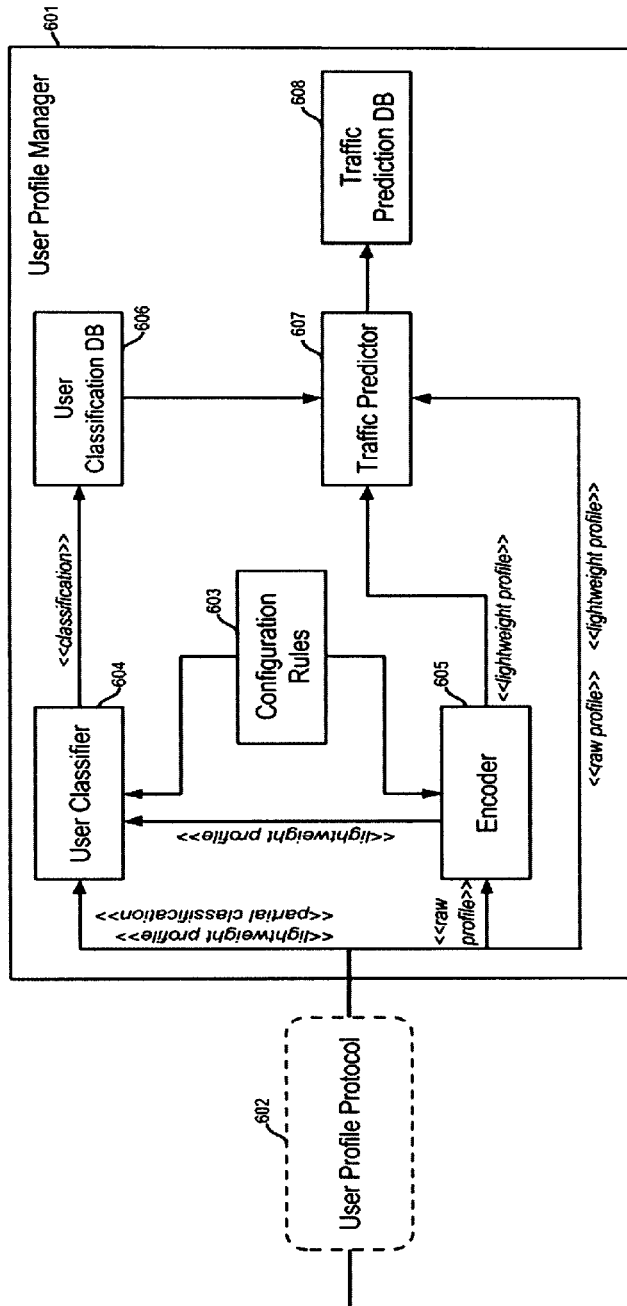 601
User Profile Manager
602
User Profile Protocol
<<lightweight profile>>
<<partial classification>>
<<raw
profile>>
604
User Classifier
<<classification>>
606
User
Classification DB
603
Configuration
Rules
<<lightweight profile>>
605
Encoder
<<lightweight profile>>
607
Traffic Predictor
608
Traffic
Prediction DB
<<raw profile>> <<lightweight profile>>